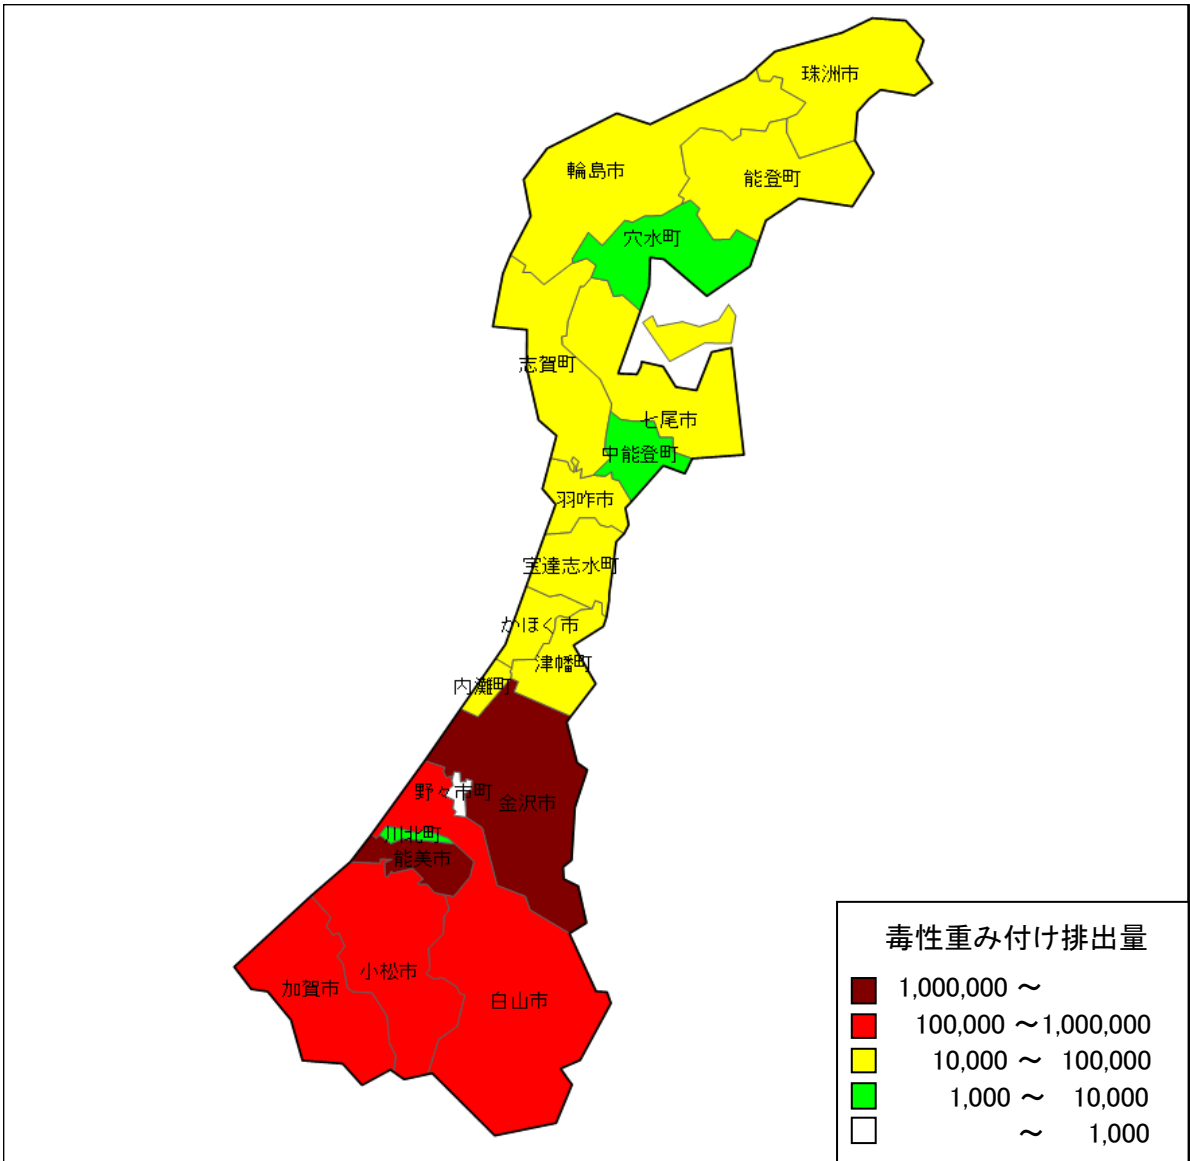 珠洲市
輪島市
能登町
穴水町
志賀町
七尾市
中能登町
羽咋市
宝達志水町
かほく市
津幡町
内灘町
野々市町
金沢市
川北町
能美市
小松市
加賀市
白山市
毒性重み付け排出量
1,000,000 ～
100,000 ～1,000,000
10,000 ～ 100,000
1,000 ～ 10,000
～ 1,000